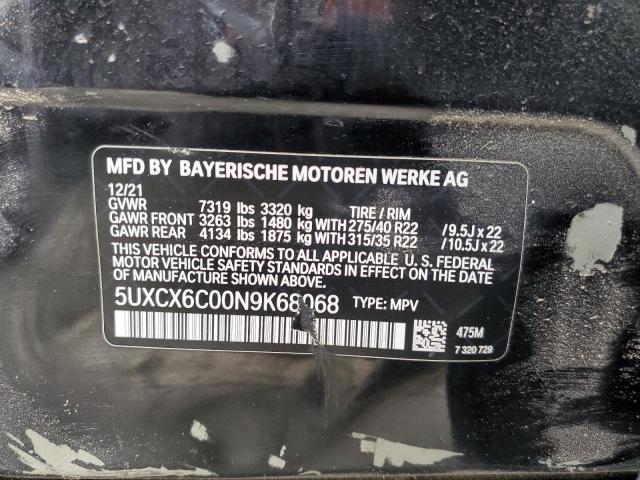 MFD BY BAYERISCHE MOTOREN WERKE AG
12/21
GVWR 7319 lbs 3320 kg TIRE / RIM
GAWR FRONT 3263 lbs 1480 kg WITH 275/40 R22 / 9.5J x 22
GAWR REAR 4134 lbs 1875 kg WITH 315/35 R22 / 10.5J x 22
THIS VEHICLE CONFORMS TO ALL APPLICABLE U. S. FEDERAL
MOTOR VEHICLE SAFETY STANDARDS IN EFFECT ON THE DATE
OF MANUFACTURE SHOWN ABOVE.
5UXCX6C00N9K68068 TYPE: MPV
475M
7 320 729